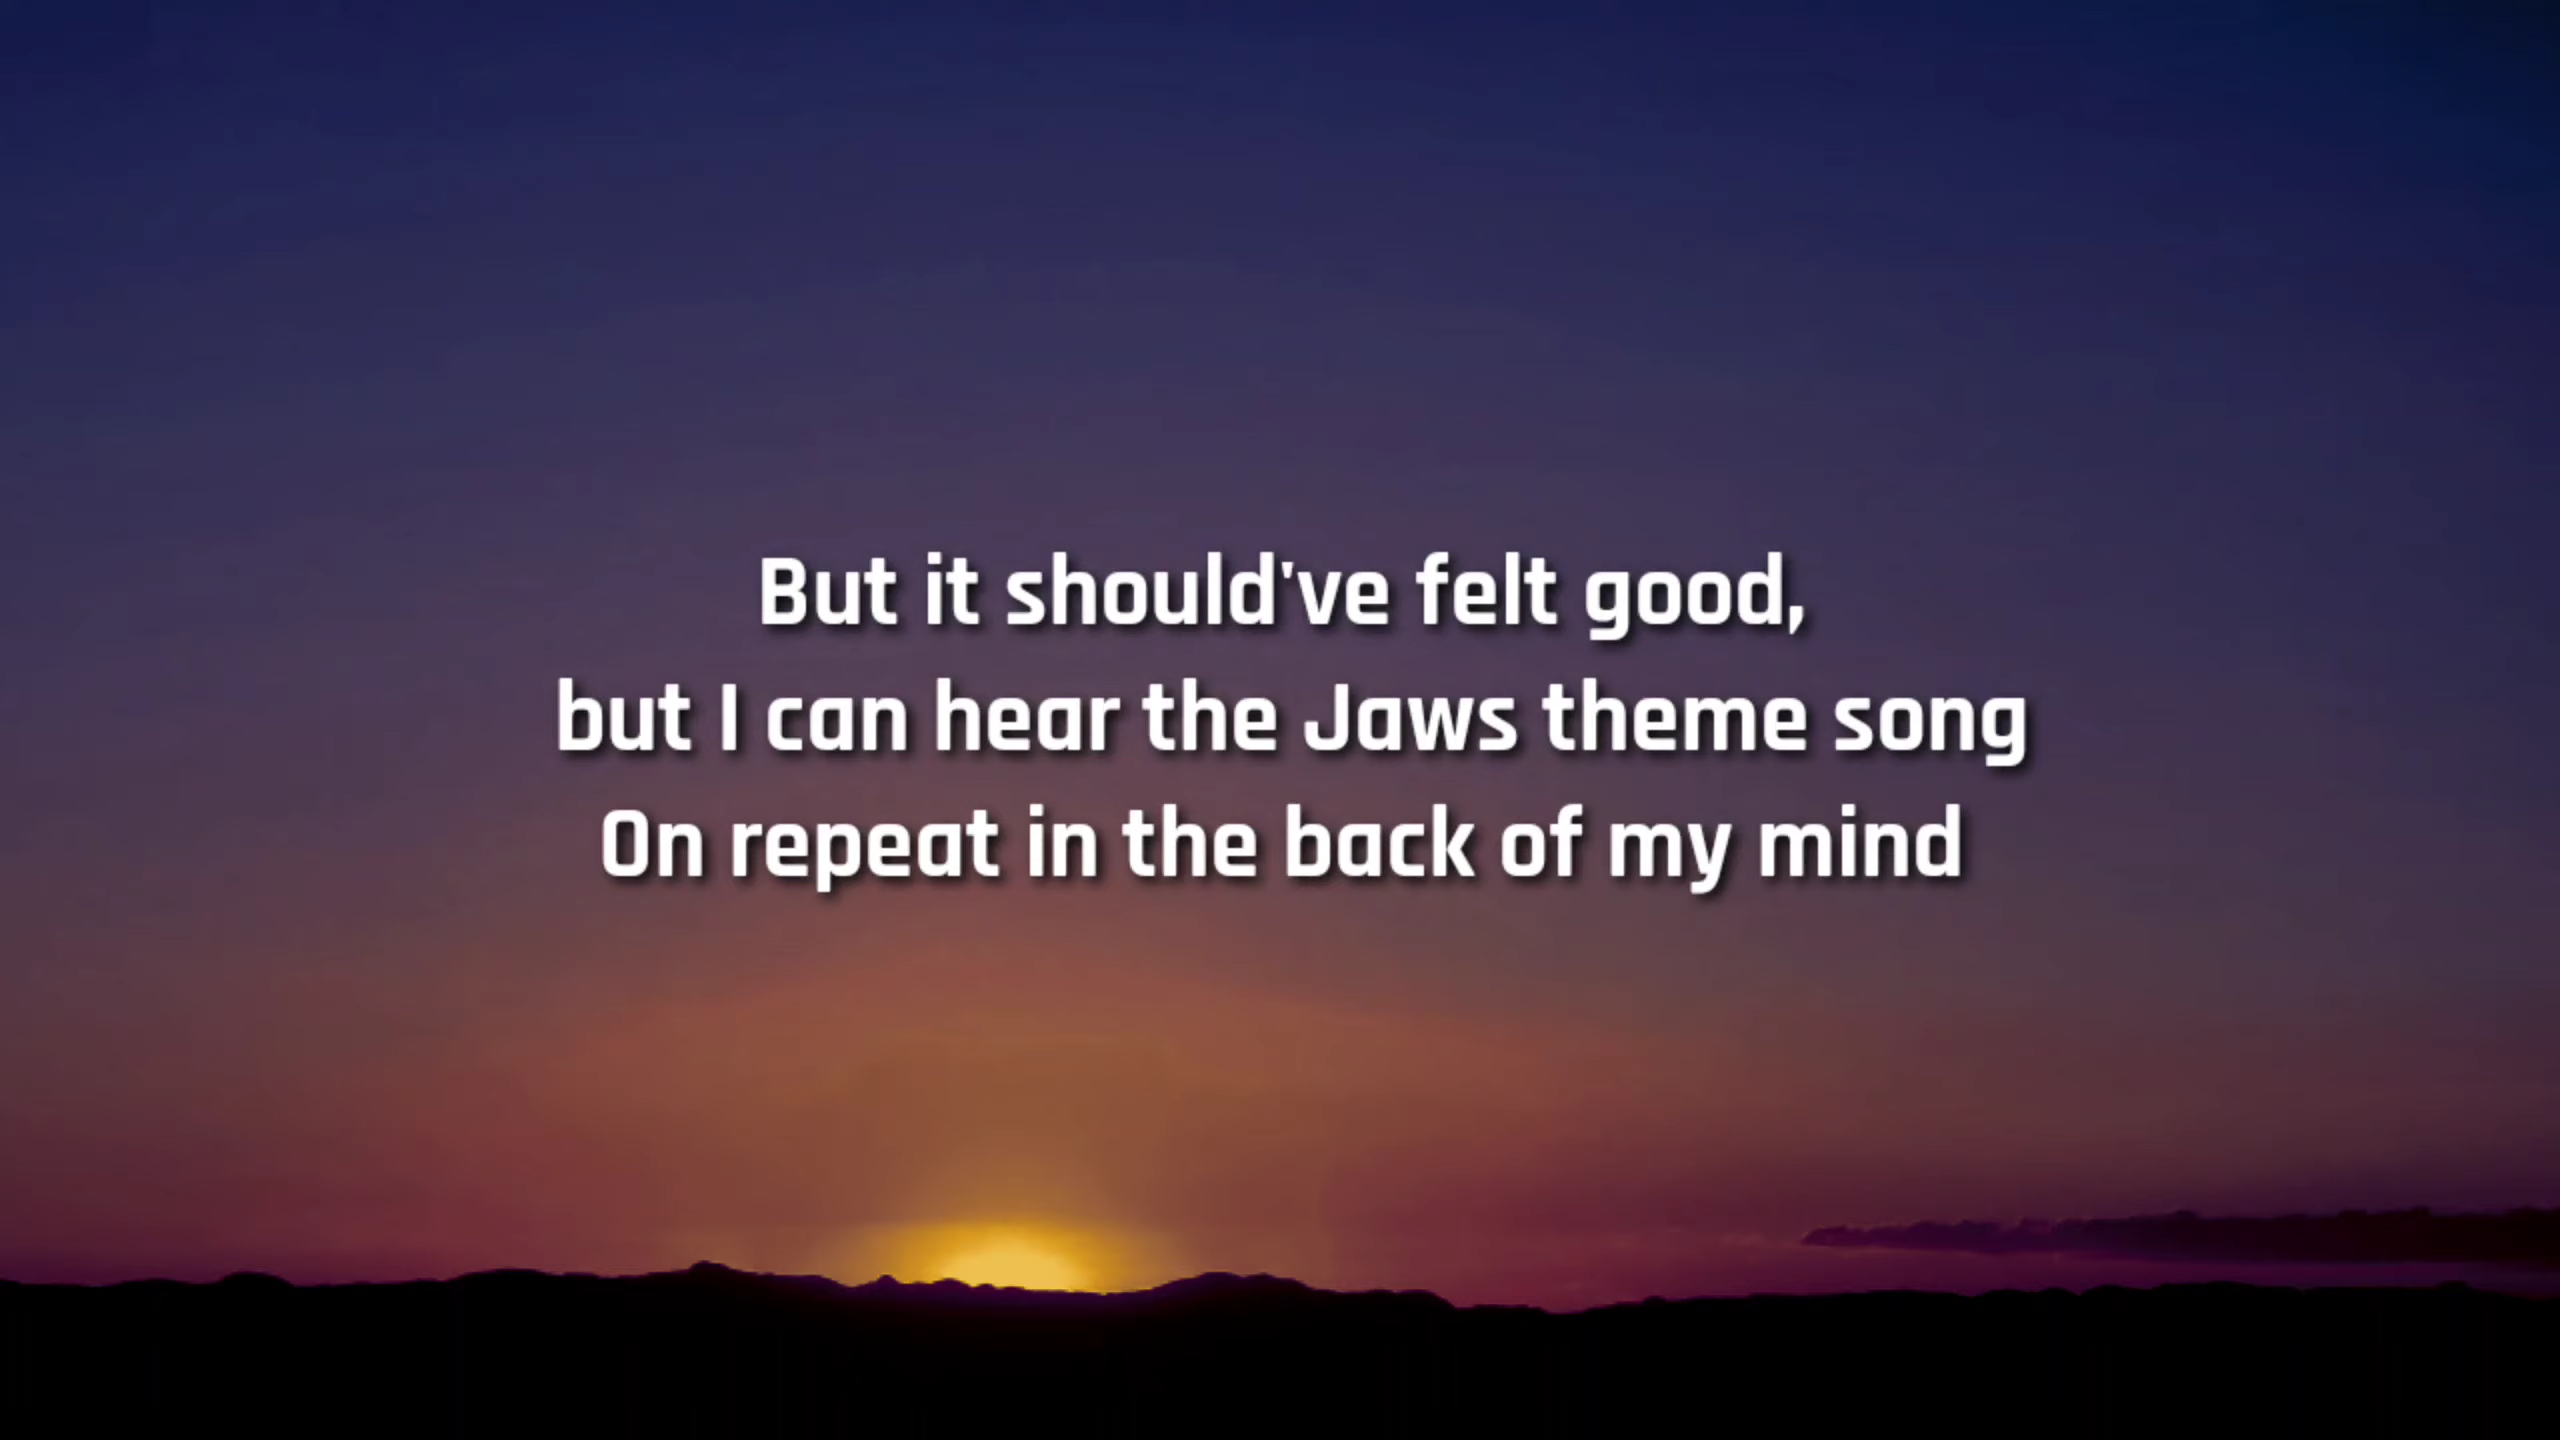 But it should've felt good,
but I can hear the Jaws theme song
On repeat in the back of my mind